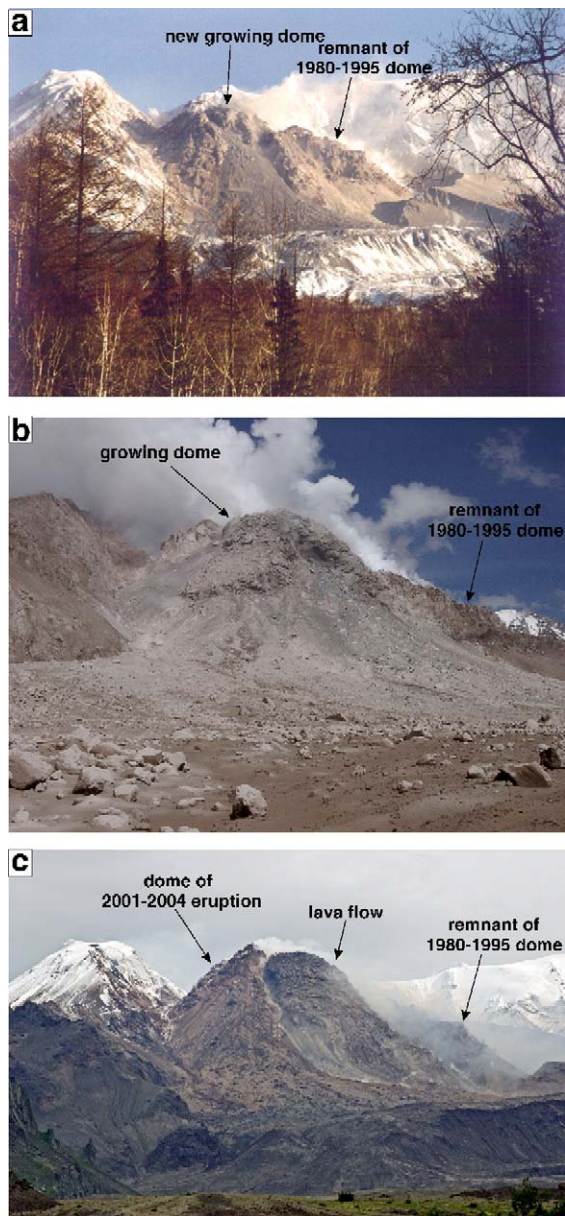 a
new growing dome
remnant of
1980-1995 dome
b
growing dome
remnant of
1980-1995 dome
c
dome of
2001-2004 eruption
lava flow
remnant of
1980-1995 dome